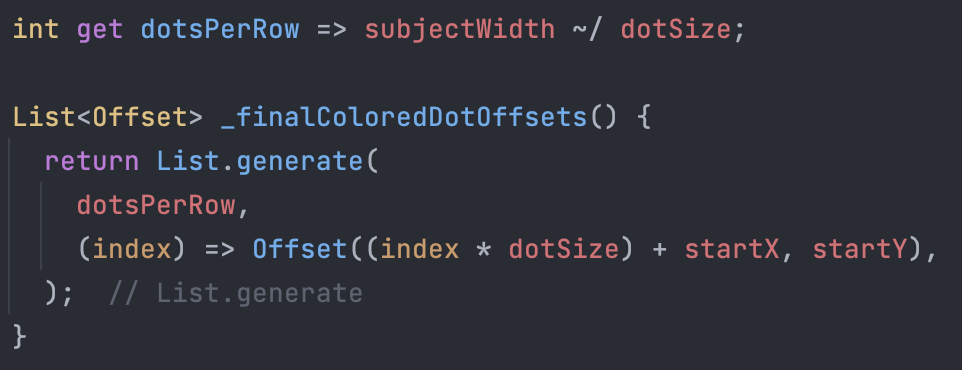 int get dotsPerRow => subjectWidth ~/ dotSize;
List<Offset> _finalColoredDotOffsets() {
return List.generate(
dotsPerRow,
(index) => Offset((index * dotSize) + startX, startY),
);  // List.generate
}